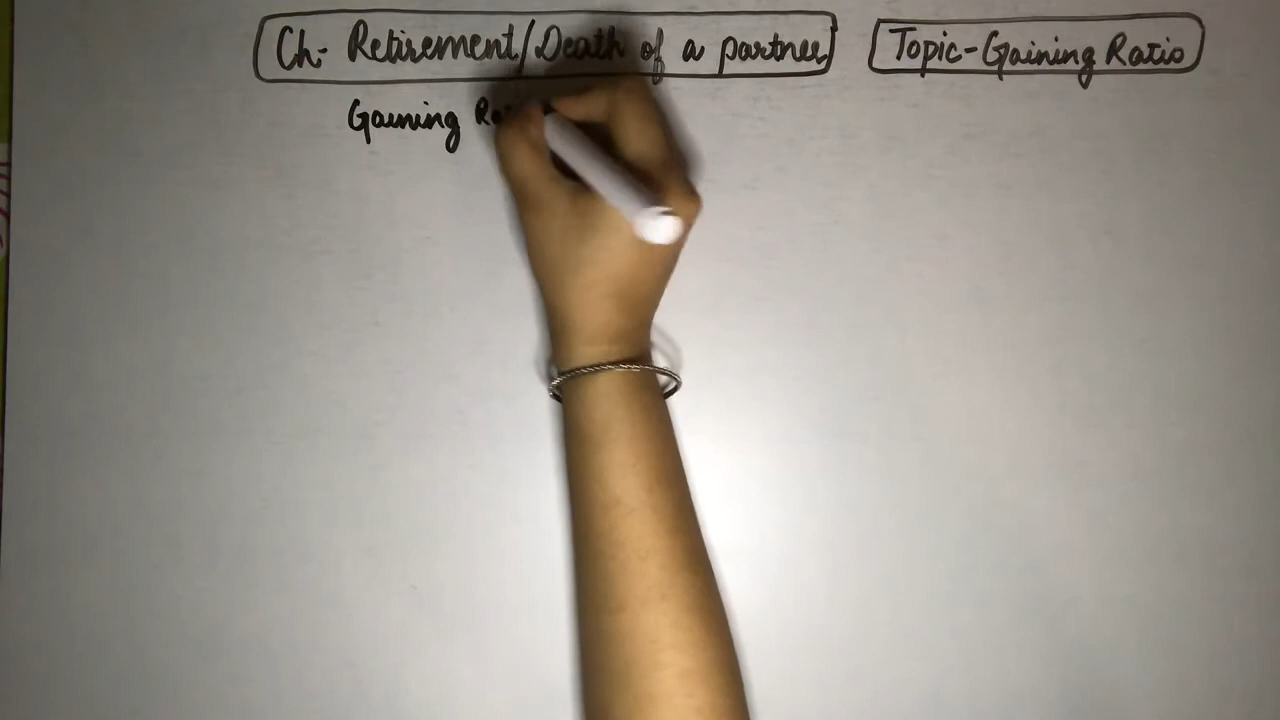 Ch- Retirement/Death of a partner
Topic-Gaining Ratio
Gaining